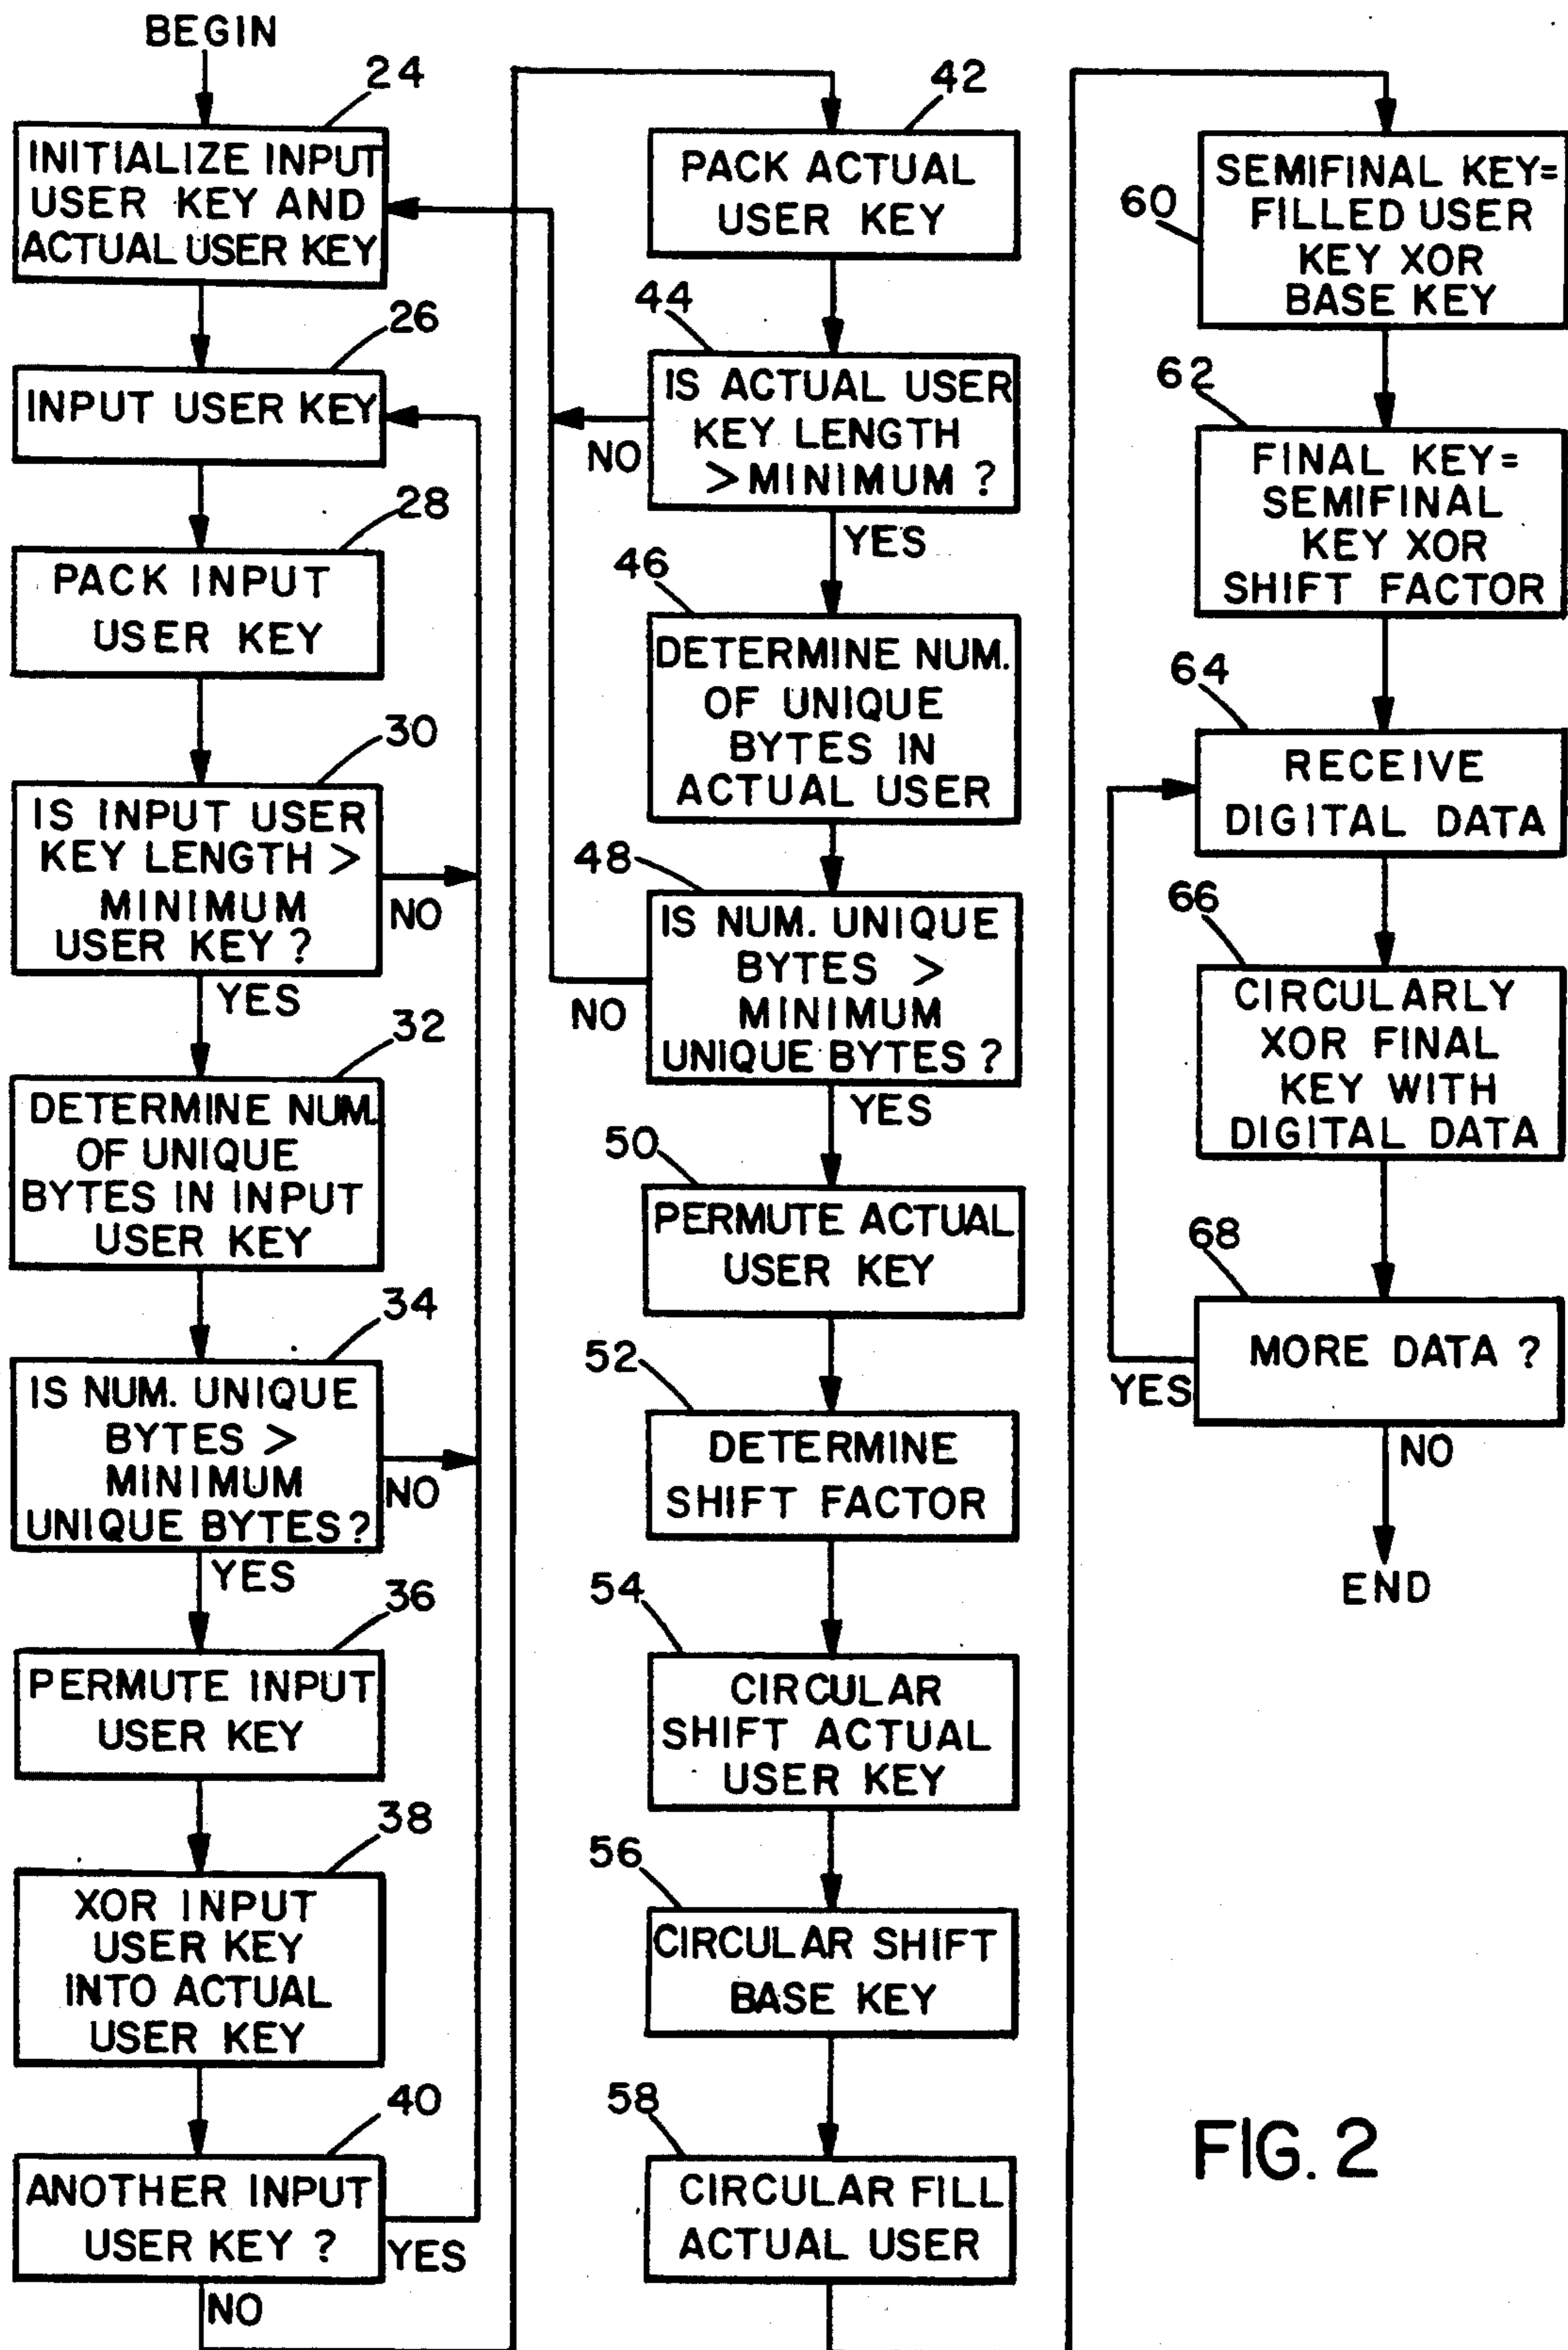 BEGIN
24
INITIALIZE INPUT
USER KEY AND
ACTUAL USER KEY
26
INPUT USER KEY
28
PACK INPUT
USER KEY
30
IS INPUT USER
KEY LENGTH >
MINIMUM
USER KEY ?
NO
YES
32
DETERMINE NUM.
OF UNIQUE
BYTES IN INPUT
USER KEY
34
IS NUM. UNIQUE
BYTES >
MINIMUM
UNIQUE BYTES?
NO
YES
36
PERMUTE INPUT
USER KEY
38
XOR INPUT
USER KEY
INTO ACTUAL
USER KEY
40
ANOTHER INPUT
USER KEY ?
YES
NO
42
PACK ACTUAL
USER KEY
44
IS ACTUAL USER
KEY LENGTH
> MINIMUM ?
NO
YES
46
DETERMINE NUM.
OF UNIQUE
BYTES IN
ACTUAL USER
48
IS NUM. UNIQUE
BYTES >
MINIMUM
UNIQUE BYTES ?
NO
YES
50
PERMUTE ACTUAL
USER KEY
52
DETERMINE
SHIFT FACTOR
54
CIRCULAR
SHIFT ACTUAL
USER KEY
56
CIRCULAR SHIFT
BASE KEY
58
CIRCULAR FILL
ACTUAL USER
60
SEMIFINAL KEY=
FILLED USER
KEY XOR
BASE KEY
62
FINAL KEY=
SEMIFINAL
KEY XOR
SHIFT FACTOR
64
RECEIVE
DIGITAL DATA
66
CIRCULARLY
XOR FINAL
KEY WITH
DIGITAL DATA
68
MORE DATA ?
YES
NO
END
FIG. 2